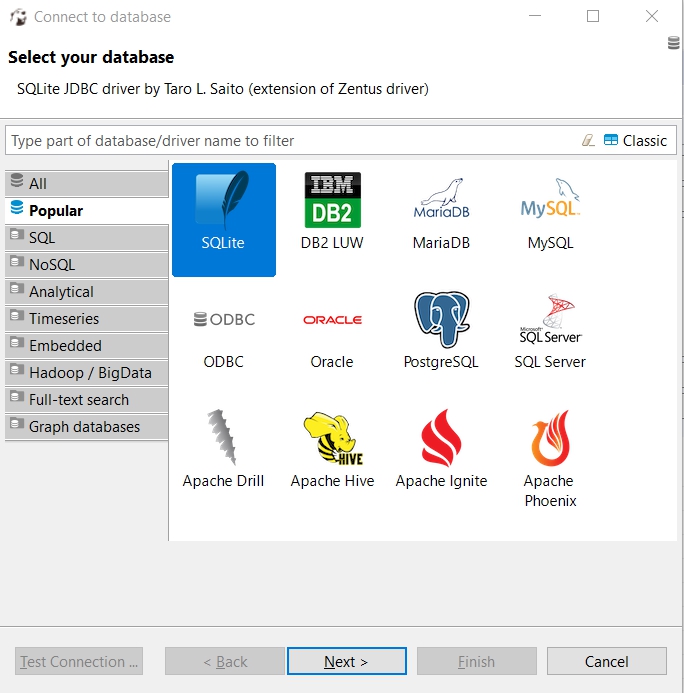 Connect to database
Select your database
SQLite JDBC driver by Taro L. Saito (extension of Zentus driver)
Type part of database/driver name to filter
Classic
All
Popular
SQL
NoSQL
Analytical
Timeseries
Embedded
Hadoop / BigData
Full-text search
Graph databases
SQLite
IBM
DB2
DB2 LUW
MariaDB
MariaDB
MySQL
MySQL
ODBC
ODBC
ORACLE
Oracle
PostgreSQL
Microsoft
SQL Server
SQL Server
Apache Drill
HIVE
Apache Hive
Apache Ignite
Apache
Phoenix
Test Connection ...
< Back
Next >
Finish
Cancel